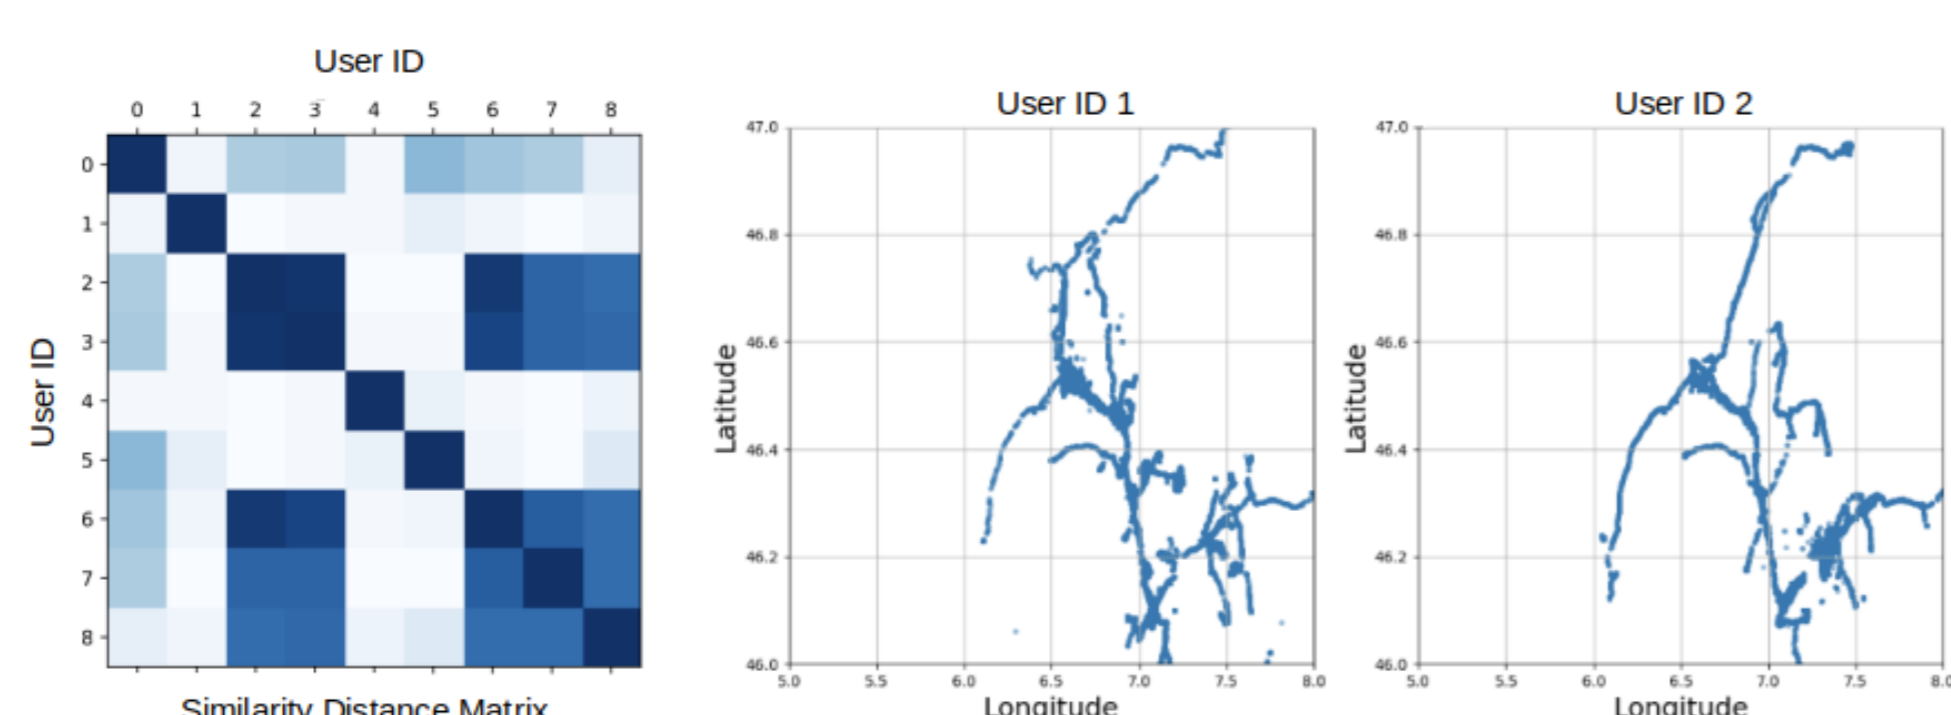 User ID
0 1 2 3 4 5 6 7 8
User ID
0
1
2
3
4
5
6
7
8
Similarity Distance Matrix
User ID 1
Latitude
47.0
46.8
46.6
46.4
46.2
46.0
5.0 5.5 6.0 6.5 7.0 7.5 8.0
Longitude
User ID 2
Latitude
47.0
46.8
46.6
46.4
46.2
46.0
5.0 5.5 6.0 6.5 7.0 7.5 8.0
Longitude